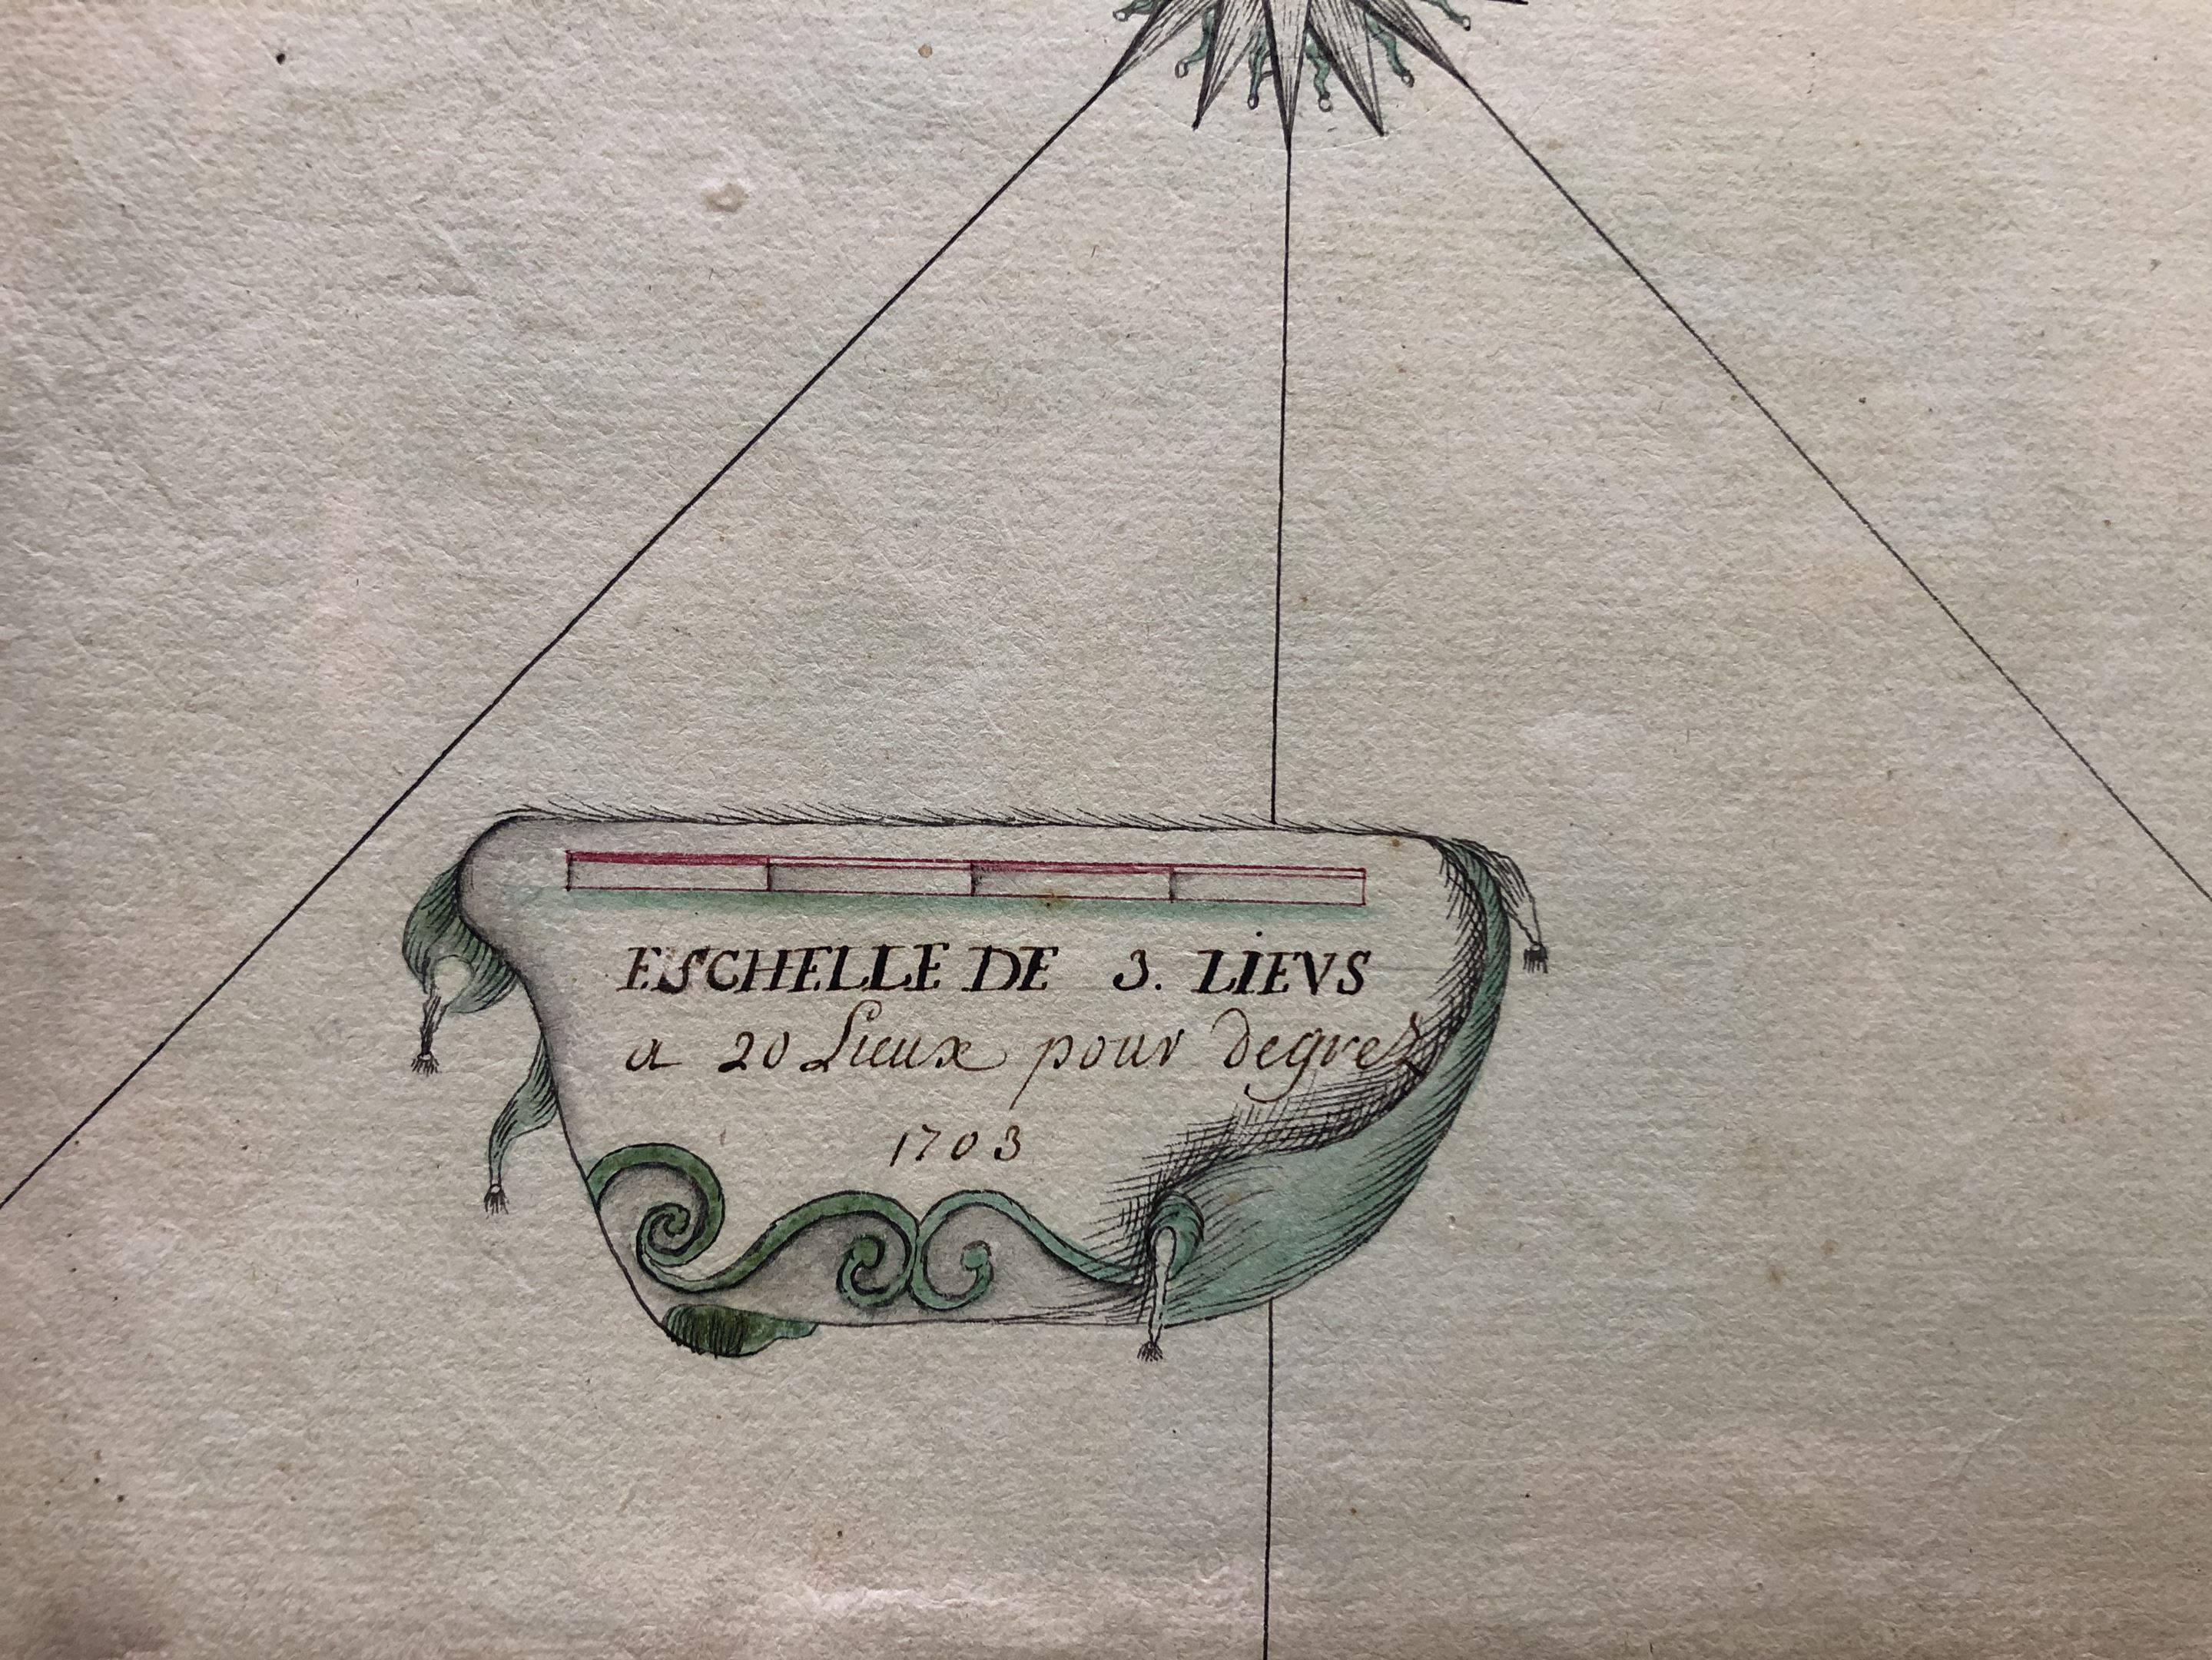 ESCHELLE DE 3. LIEVS
a 20 Lieux pour degrez
1703